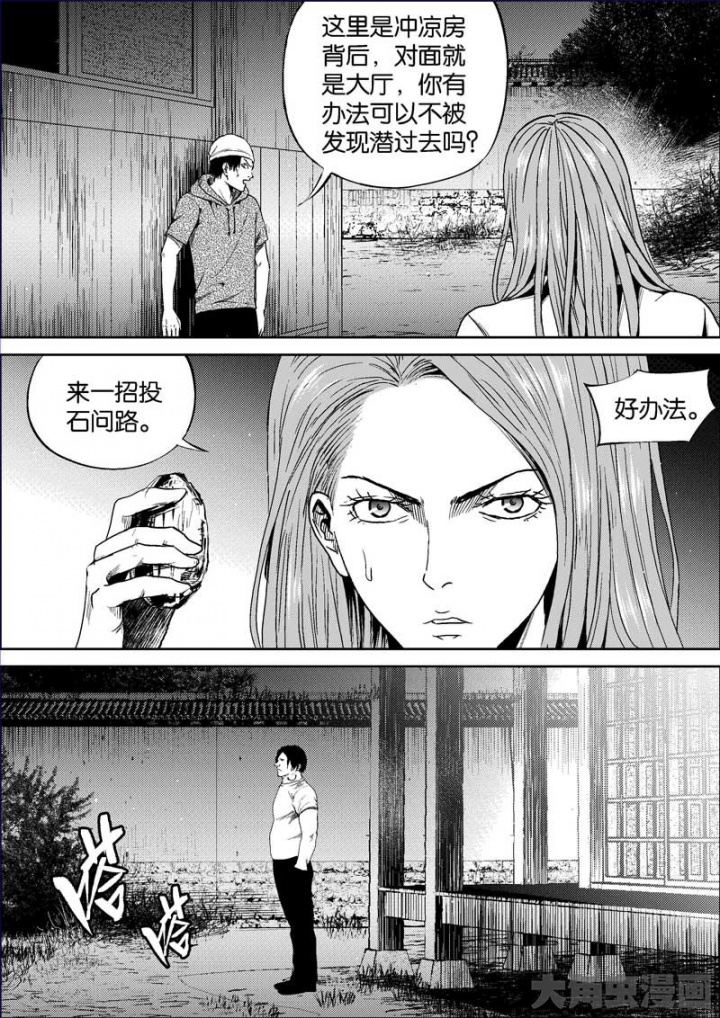 这里是冲凉房
背后，对面就
是大厅，你有
办法可以不被
发现潜过去吗？
来一招投
石问路。
好办法。
嗒
嗒
大角虫漫画